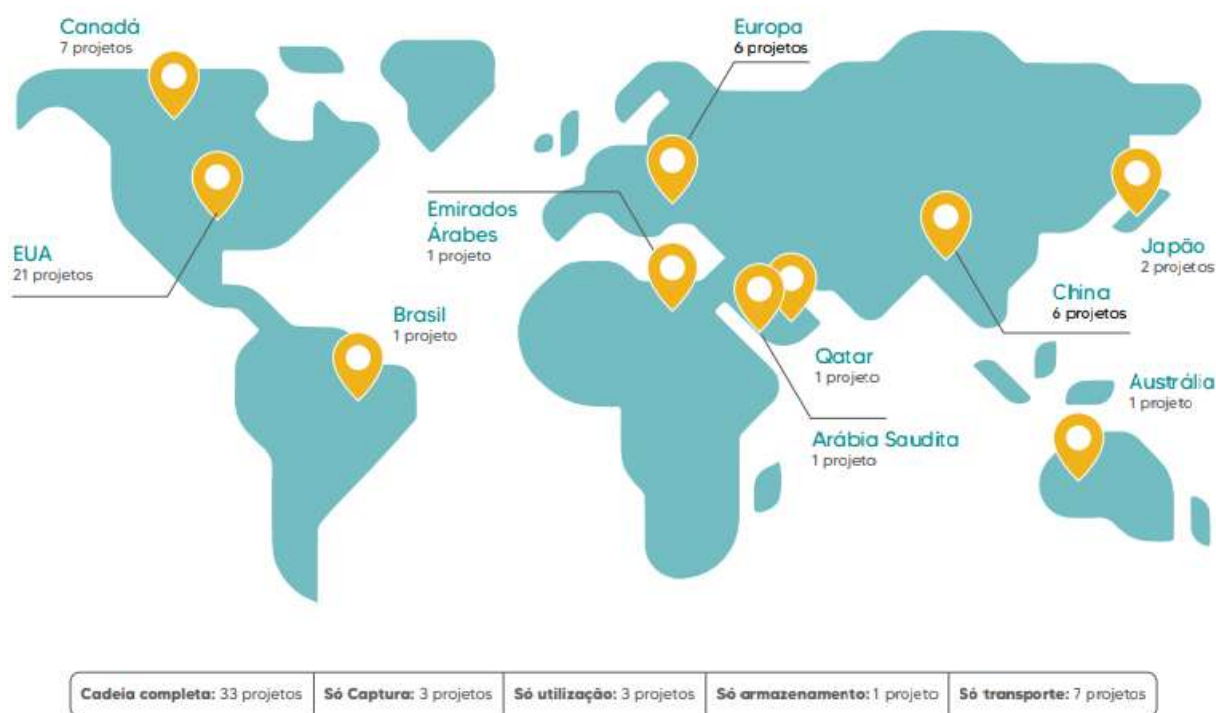 Canadá
7 projetos
Europa
6 projetos
EUA
21 projetos
Emirados
Árabes
1 projeto
Japão
2 projetos
Brasil
1 projeto
China
6 projetos
Qatar
1 projeto
Austrália
1 projeto
Arábia Saudita
1 projeto
Cadeia completa: 33 projetos
Só Captura: 3 projetos
Só utilização: 3 projetos
Só armazenamento: 1 projeto
Só transporte: 7 projetos